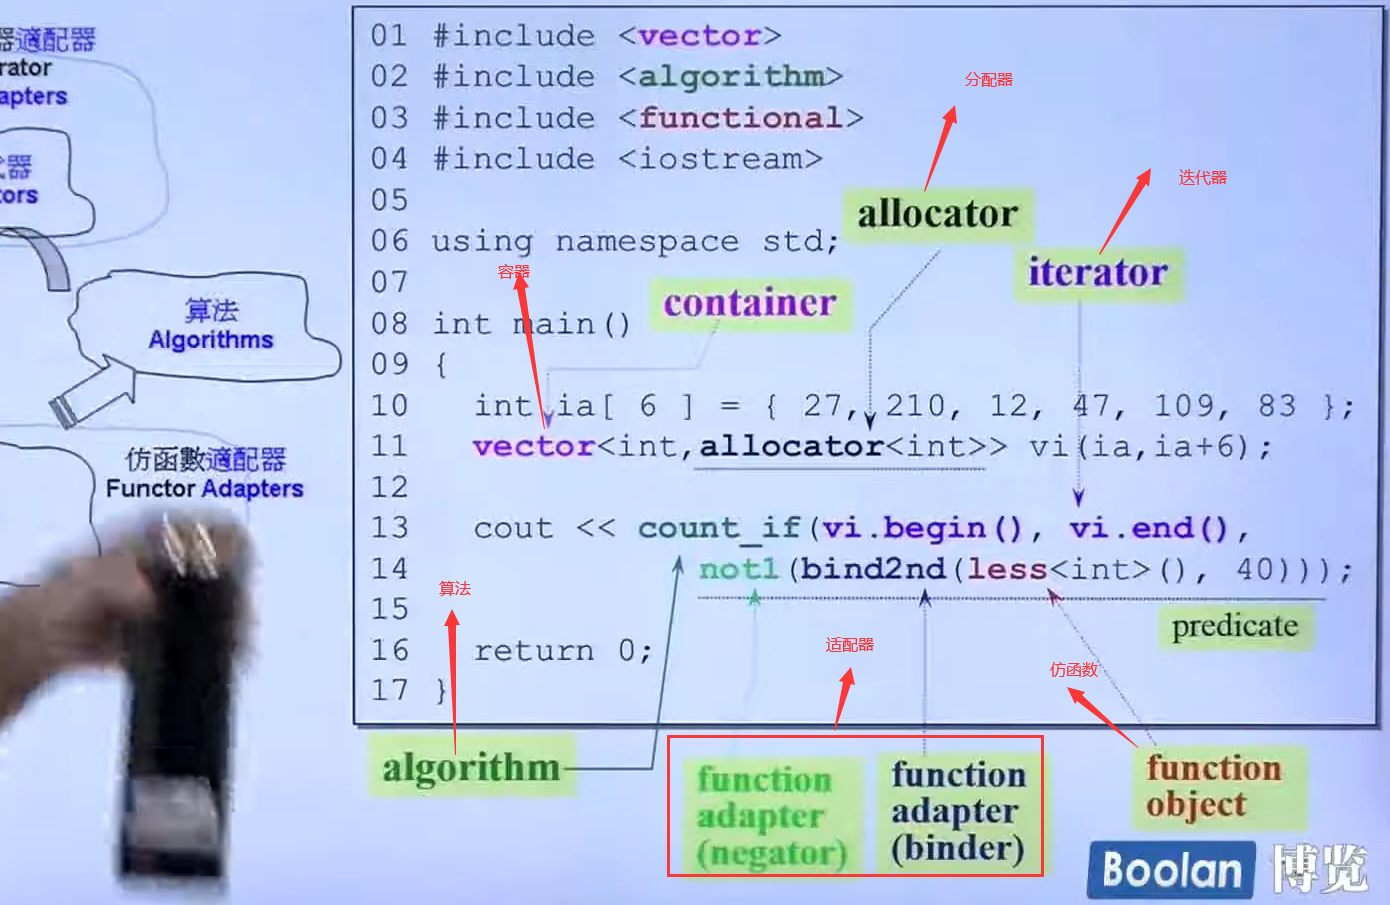 器適配器
rator
apters
器
tors
算法
Algorithms
仿函數適配器
Functor Adapters
01 #include <vector>
02 #include <algorithm>
03 #include <functional>
04 #include <iostream>
05
06 using namespace std;
07
08 int main()
09 {
10 int ia[ 6 ] = { 27, 210, 12, 47, 109, 83 };
11 vector<int,allocator<int>> vi(ia,ia+6);
12
13 cout << count_if(vi.begin(), vi.end(),
14 not1(bind2nd(less<int>(), 40)));
15
16 return 0;
17 }
分配器
allocator
迭代器
iterator
容器
container
算法
适配器
仿函数
predicate
algorithm
function
adapter
(negator)
function
adapter
(binder)
function
object
Boolan 博览